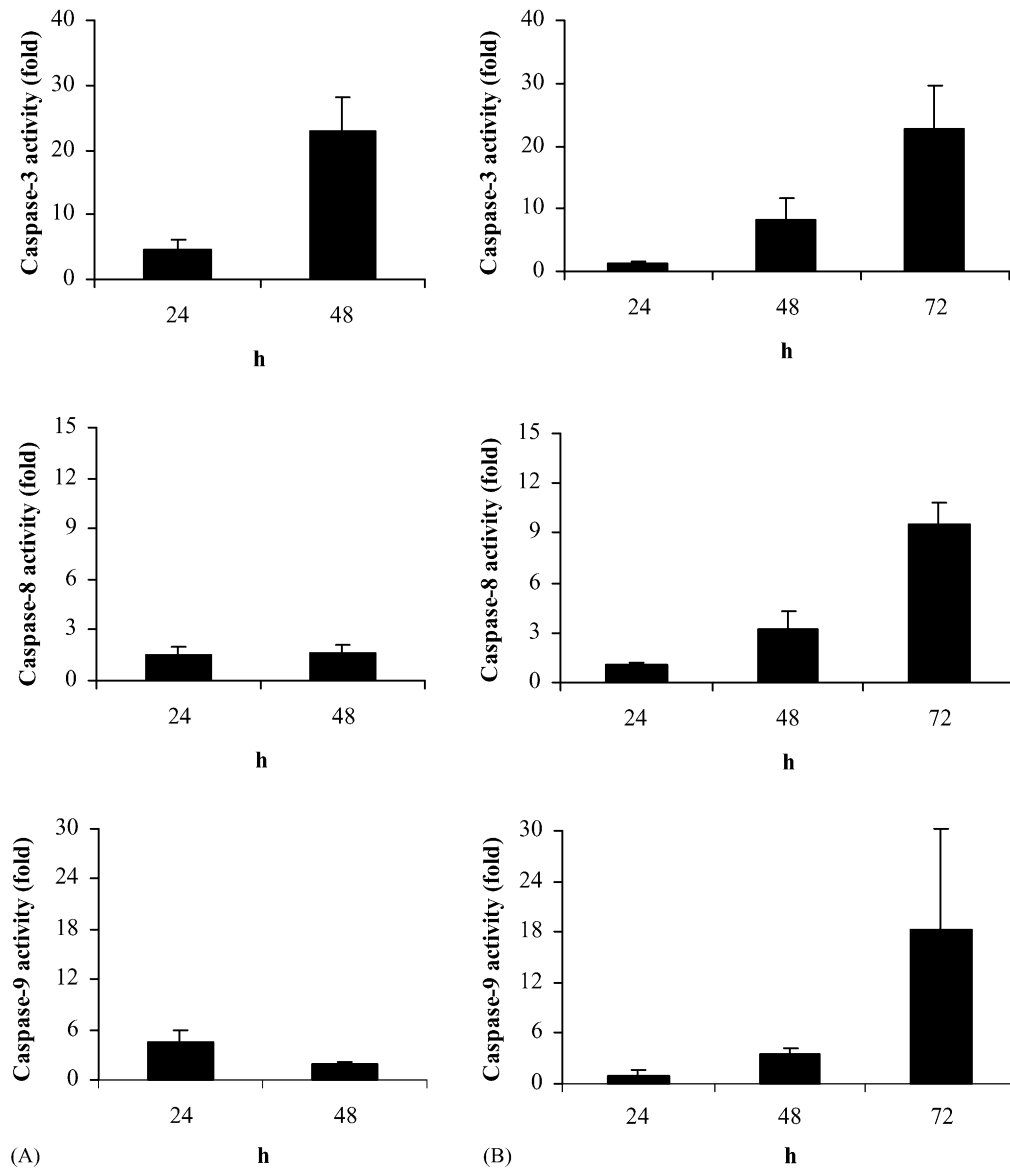 Caspase-3 activity (fold)
40
30
20
10
0
24 48
h
Caspase-3 activity (fold)
40
30
20
10
0
24 48 72
h
Caspase-8 activity (fold)
15
12
9
6
3
0
24 48
h
Caspase-8 activity (fold)
15
12
9
6
3
0
24 48 72
h
Caspase-9 activity (fold)
30
24
18
12
6
0
24 48
h
(A)
Caspase-9 activity (fold)
30
24
18
12
6
0
24 48 72
h
(B)